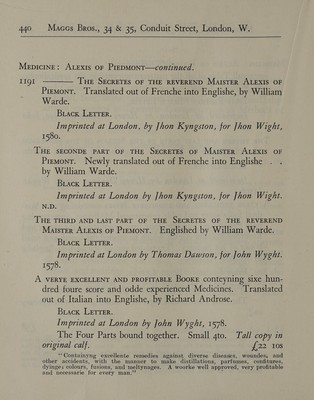 440 Maggs Bros., 34 & 35, Conduit Street, London, W.
Medicine: Alexis of Piedmont—continued.
1191 ——— The Secretes of the reverend Maister Alexis of
Piemont. Translated out of Frenche into Englishe, by William
Warde.
Black Letter.
Imprinted at London, by Jhon Kyngston, for Jhon Wight,
1580.
The seconde part of the Secretes of Maister Alexis of
Piemont. Newly translated out of Frenche into Englishe . .
by William Warde.
Black Letter.
Imprinted at London by Jhon Kyngston, for Jhon Wight.
N.D.
The third and last part of the Secretes of the reverend
Maister Alexis of Piemont. Englished by William Warde.
Black Letter.
Imprinted at London by Thomas Dawson, for John Wyght.
1578.
A verye excellent and profitable Booke conteyning sixe hun-
dred foure score and odde experienced Medicines. Translated
out of Italian into Englishe, by Richard Androse.
Black Letter.
Imprinted at London by John Wyght, 1578.
The Four Parts bound together. Small 4to. Tall copy in
original calf. £22 10s
"Containyng excellente remedies against diverse diseases, woundes, and
other accidents, with the manner to make distillations, parfumes, confitures,
dyings, colours, fusions, and meltynages. A woorke well approved, very profitable
and necessarie for every man."